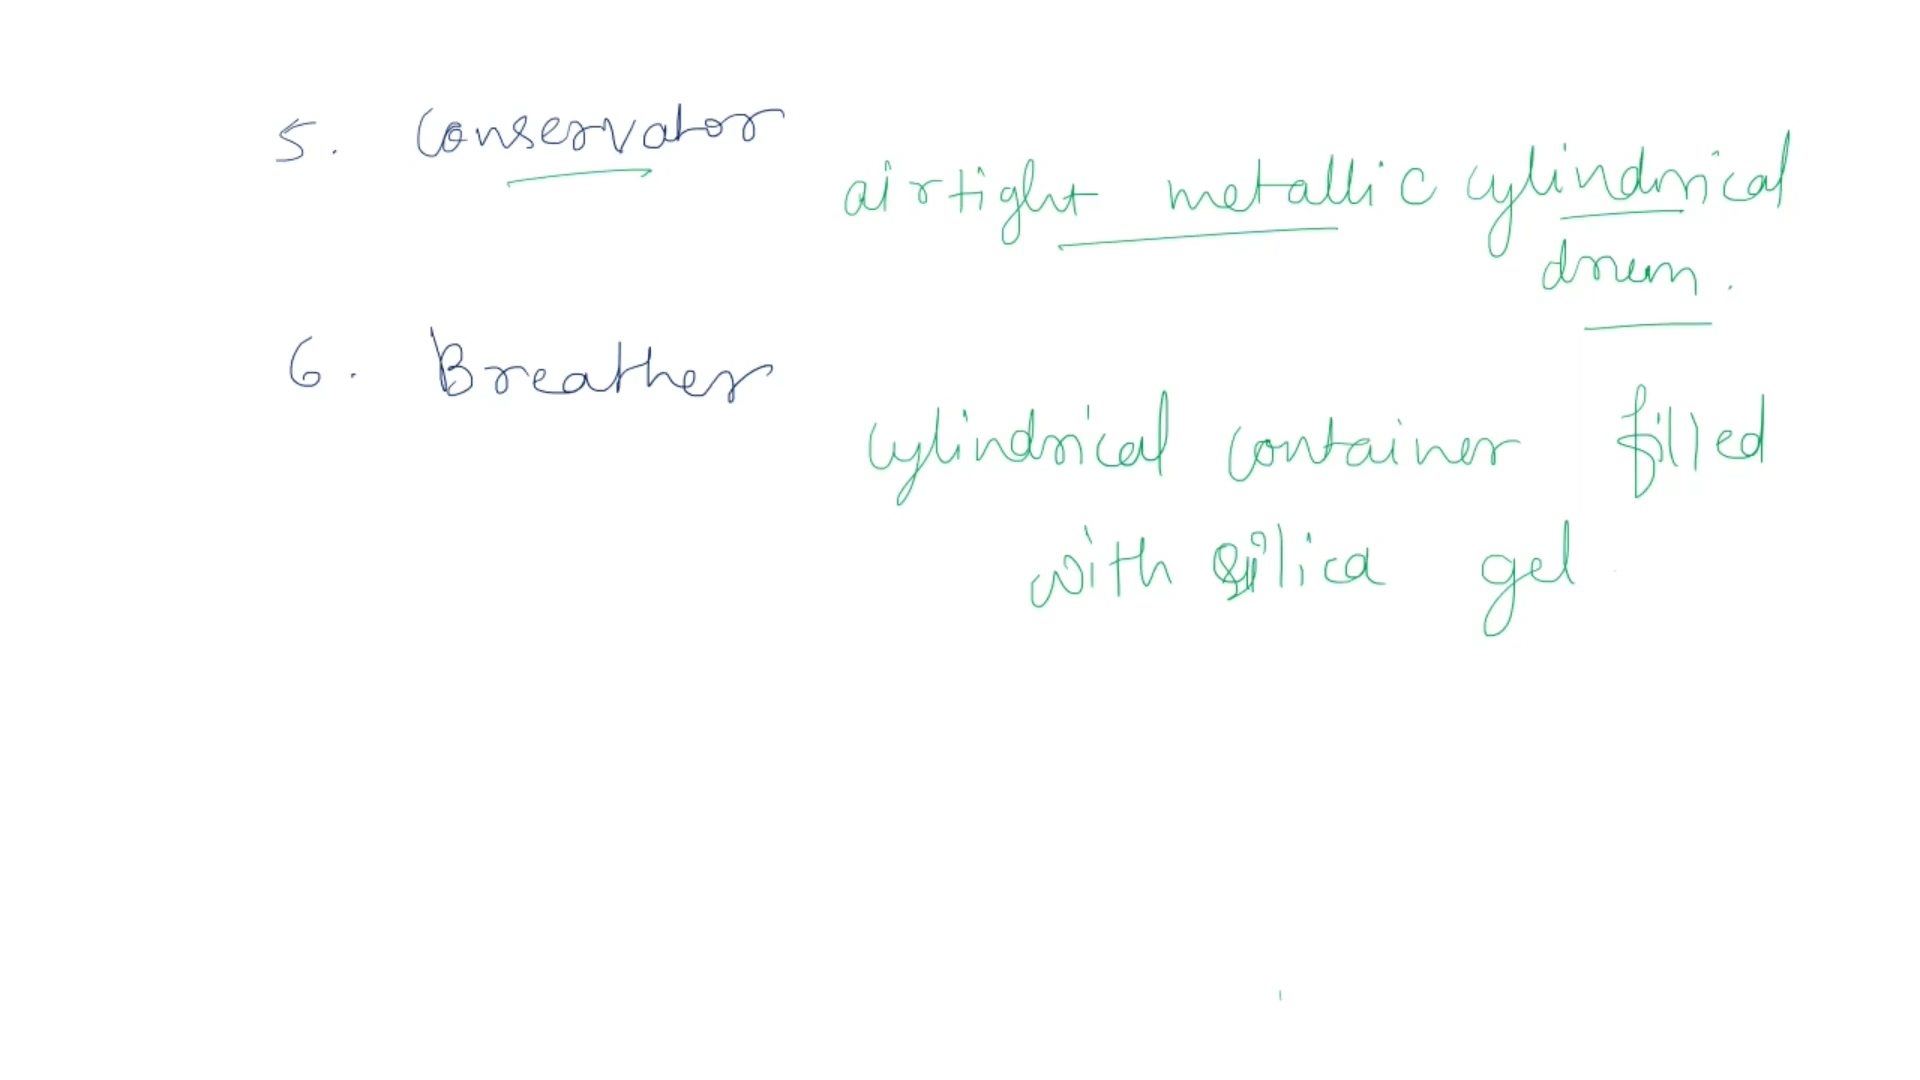 5. Conservator
airtight metallic cylindrical
drum.
6. Breather
cylindrical container filled
with silica gel